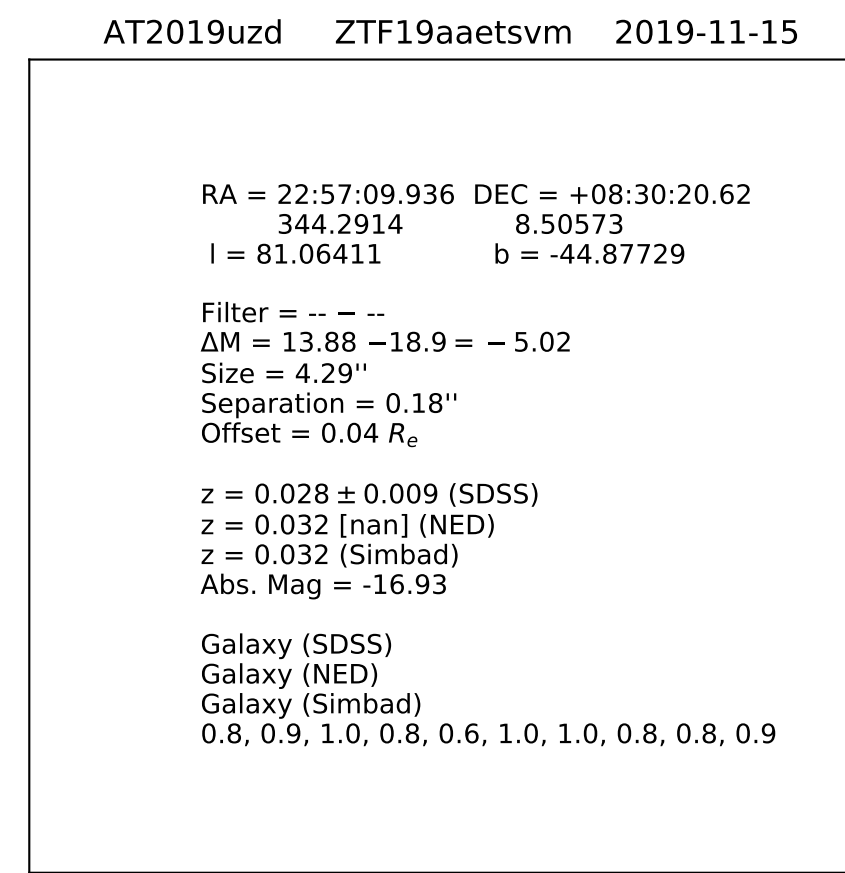 AT2019uzd ZTF19aaetsvm 2019-11-15
RA = 22:57:09.936 DEC = +08:30:20.62
344.2914 8.50573
l = 81.06411 b = -44.87729
Filter = -- − --
ΔM = 13.88 −18.9 = − 5.02
Size = 4.29''
Separation = 0.18''
Offset = 0.04 Rₑ
z = 0.028 ± 0.009 (SDSS)
z = 0.032 [nan] (NED)
z = 0.032 (Simbad)
Abs. Mag = -16.93
Galaxy (SDSS)
Galaxy (NED)
Galaxy (Simbad)
0.8, 0.9, 1.0, 0.8, 0.6, 1.0, 1.0, 0.8, 0.8, 0.9